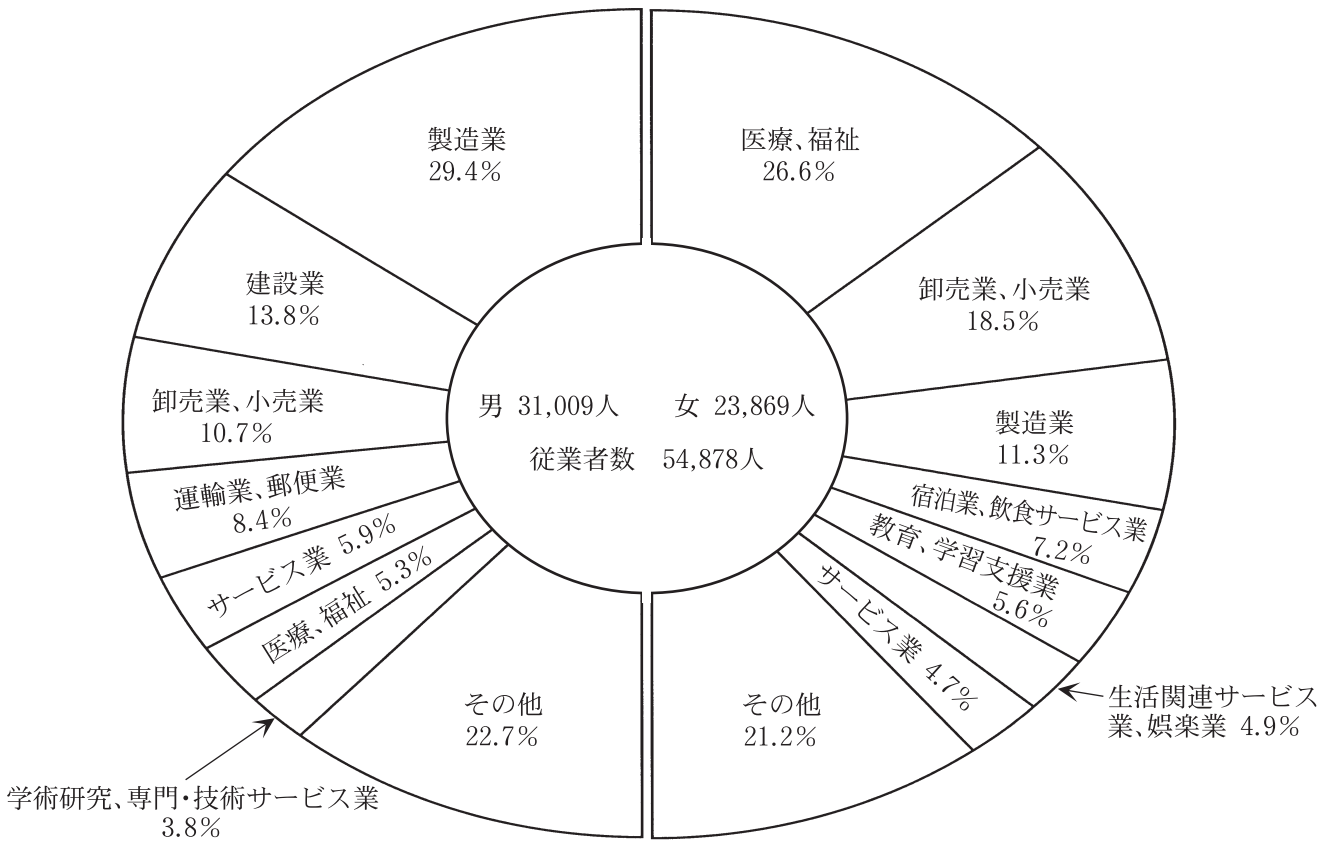 製造業
29.4%
建設業
13.8%
卸売業、小売業
10.7%
運輸業、郵便業
8.4%
サービス業 5.9%
医療、福祉 5.3%
学術研究、専門・技術サービス業
3.8%
その他
22.7%
男 31,009人 女 23,869人
従業者数 54,878人
医療、福祉
26.6%
卸売業、小売業
18.5%
製造業
11.3%
宿泊業、飲食サービス業
7.2%
教育、学習支援業
5.6%
生活関連サービス
業、娯楽業 4.9%
サービス業 4.7%
その他
21.2%